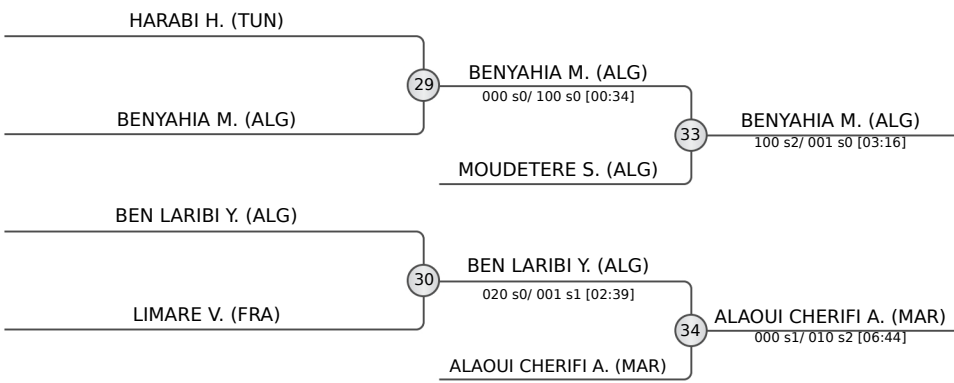 HARABI H. (TUN)
29
BENYAHIA M. (ALG)
BENYAHIA M. (ALG)
000 s0/ 100 s0 [00:34]
33
BENYAHIA M. (ALG)
100 s2/ 001 s0 [03:16]
MOUDETERE S. (ALG)
BEN LARIBI Y. (ALG)
30
LIMARE V. (FRA)
BEN LARIBI Y. (ALG)
020 s0/ 001 s1 [02:39]
34
ALAOUI CHERIFI A. (MAR)
000 s1/ 010 s2 [06:44]
ALAOUI CHERIFI A. (MAR)